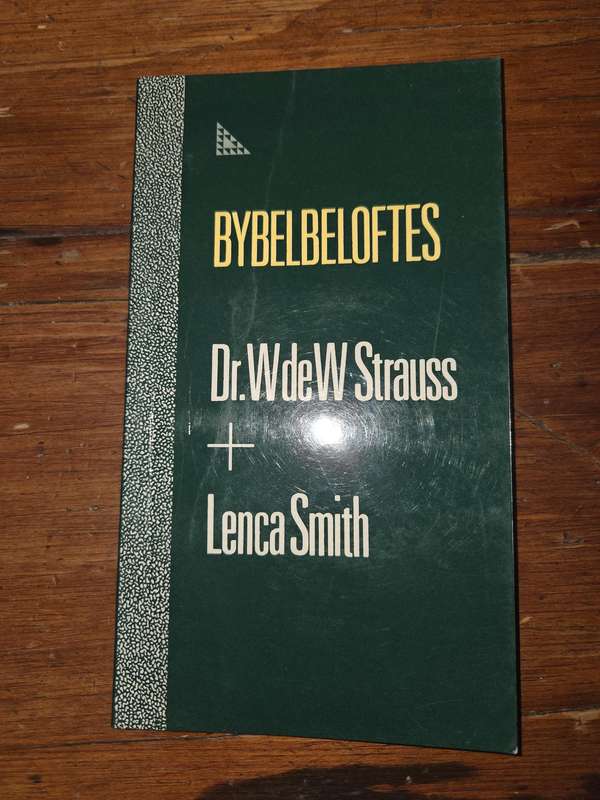 BYBELBELOFTES
Dr. W de W Strauss
+
Lenca Smith